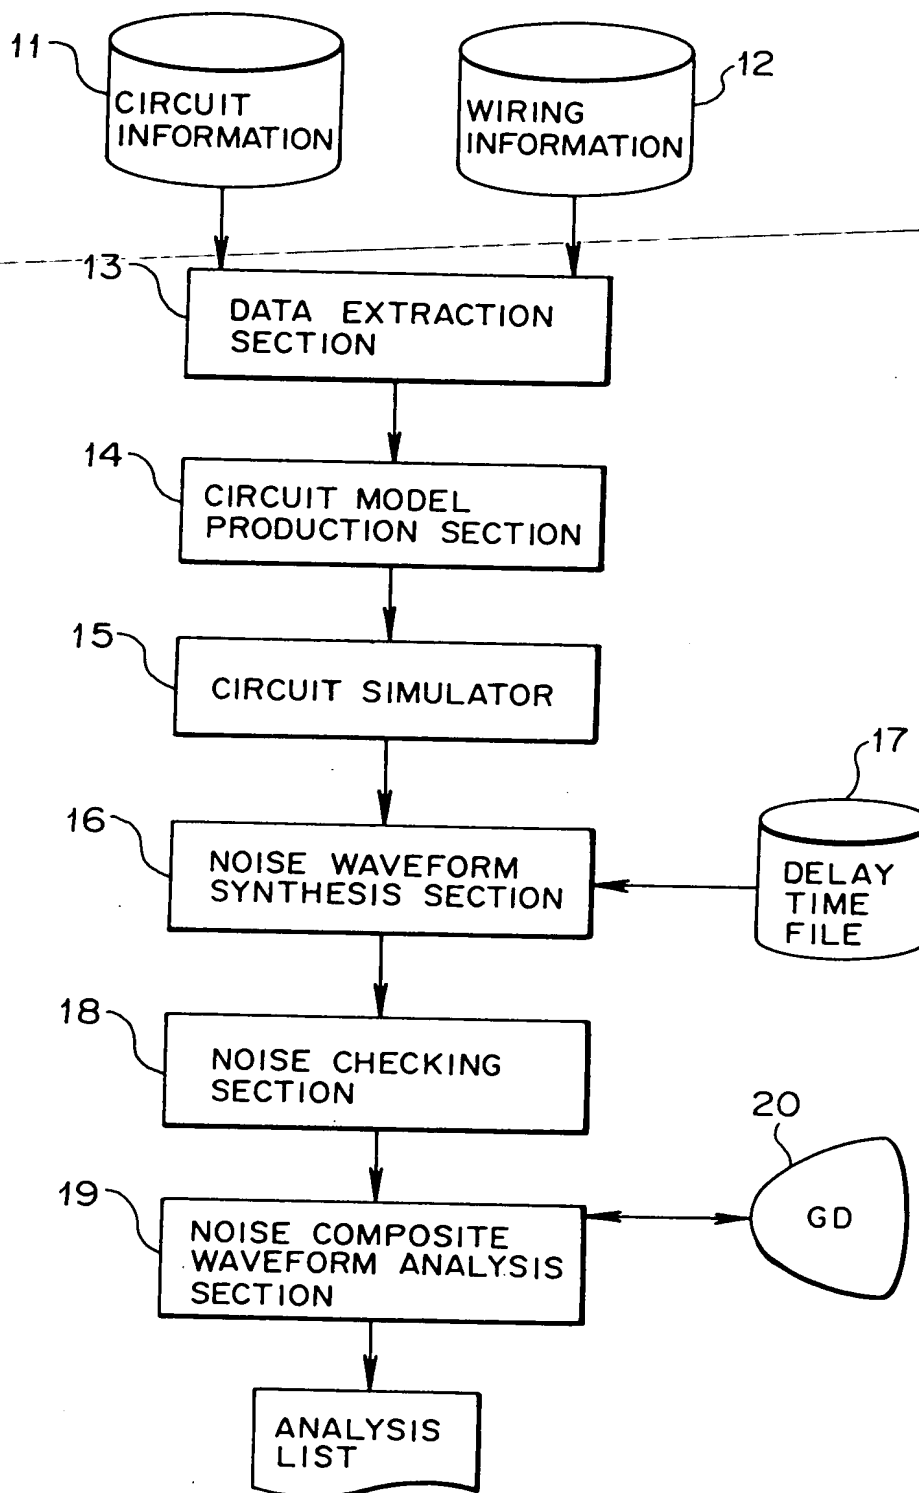 11
CIRCUIT
INFORMATION
12
WIRING
INFORMATION
13
DATA EXTRACTION
SECTION
14
CIRCUIT MODEL
PRODUCTION SECTION
15
CIRCUIT SIMULATOR
16
NOISE WAVEFORM
SYNTHESIS SECTION
17
DELAY
TIME
FILE
18
NOISE CHECKING
SECTION
19
NOISE COMPOSITE
WAVEFORM ANALYSIS
SECTION
20
GD
ANALYSIS
LIST